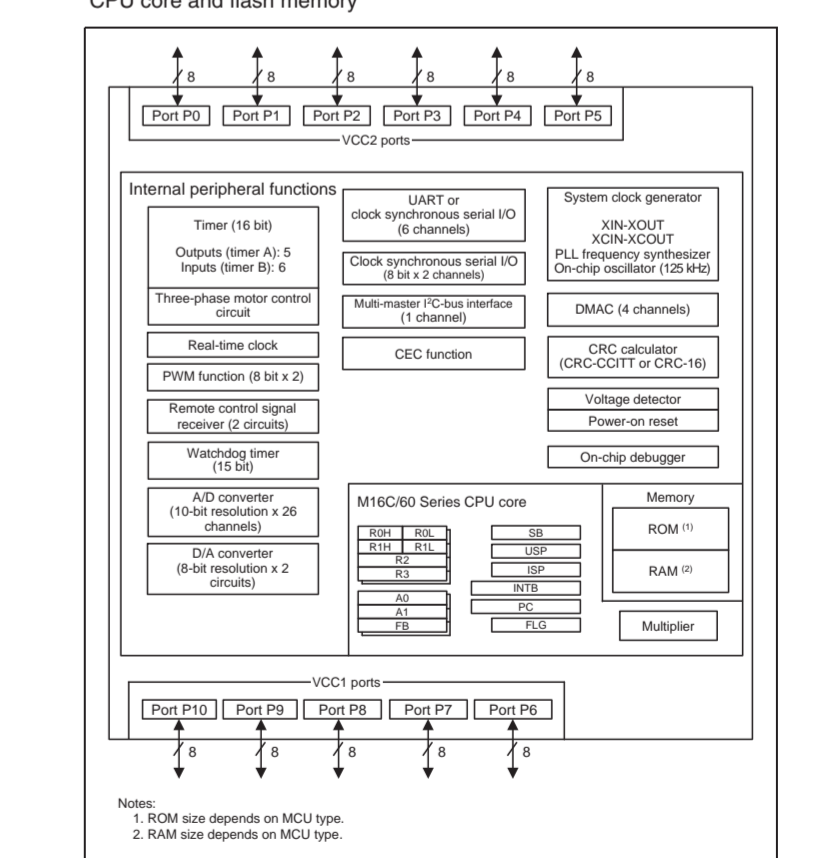 CPU core and flash memory
8 8 8 8 8 8
Port P0 Port P1 Port P2 Port P3 Port P4 Port P5
VCC2 ports
Internal peripheral functions
Timer (16 bit)
Outputs (timer A): 5
Inputs (timer B): 6
Three-phase motor control
circuit
Real-time clock
PWM function (8 bit x 2)
Remote control signal
receiver (2 circuits)
Watchdog timer
(15 bit)
A/D converter
(10-bit resolution x 26
channels)
D/A converter
(8-bit resolution x 2
circuits)
UART or
clock synchronous serial I/O
(6 channels)
Clock synchronous serial I/O
(8 bit x 2 channels)
Multi-master I²C-bus interface
(1 channel)
CEC function
System clock generator
XIN-XOUT
XCIN-XCOUT
PLL frequency synthesizer
On-chip oscillator (125 kHz)
DMAC (4 channels)
CRC calculator
(CRC-CCITT or CRC-16)
Voltage detector
Power-on reset
On-chip debugger
M16C/60 Series CPU core
R0H R0L
R1H R1L
R2
R3
A0
A1
FB
SB
USP
ISP
INTB
PC
FLG
Memory
ROM (1)
RAM (2)
Multiplier
VCC1 ports
Port P10 Port P9 Port P8 Port P7 Port P6
8 8 8 8 8
Notes:
1. ROM size depends on MCU type.
2. RAM size depends on MCU type.